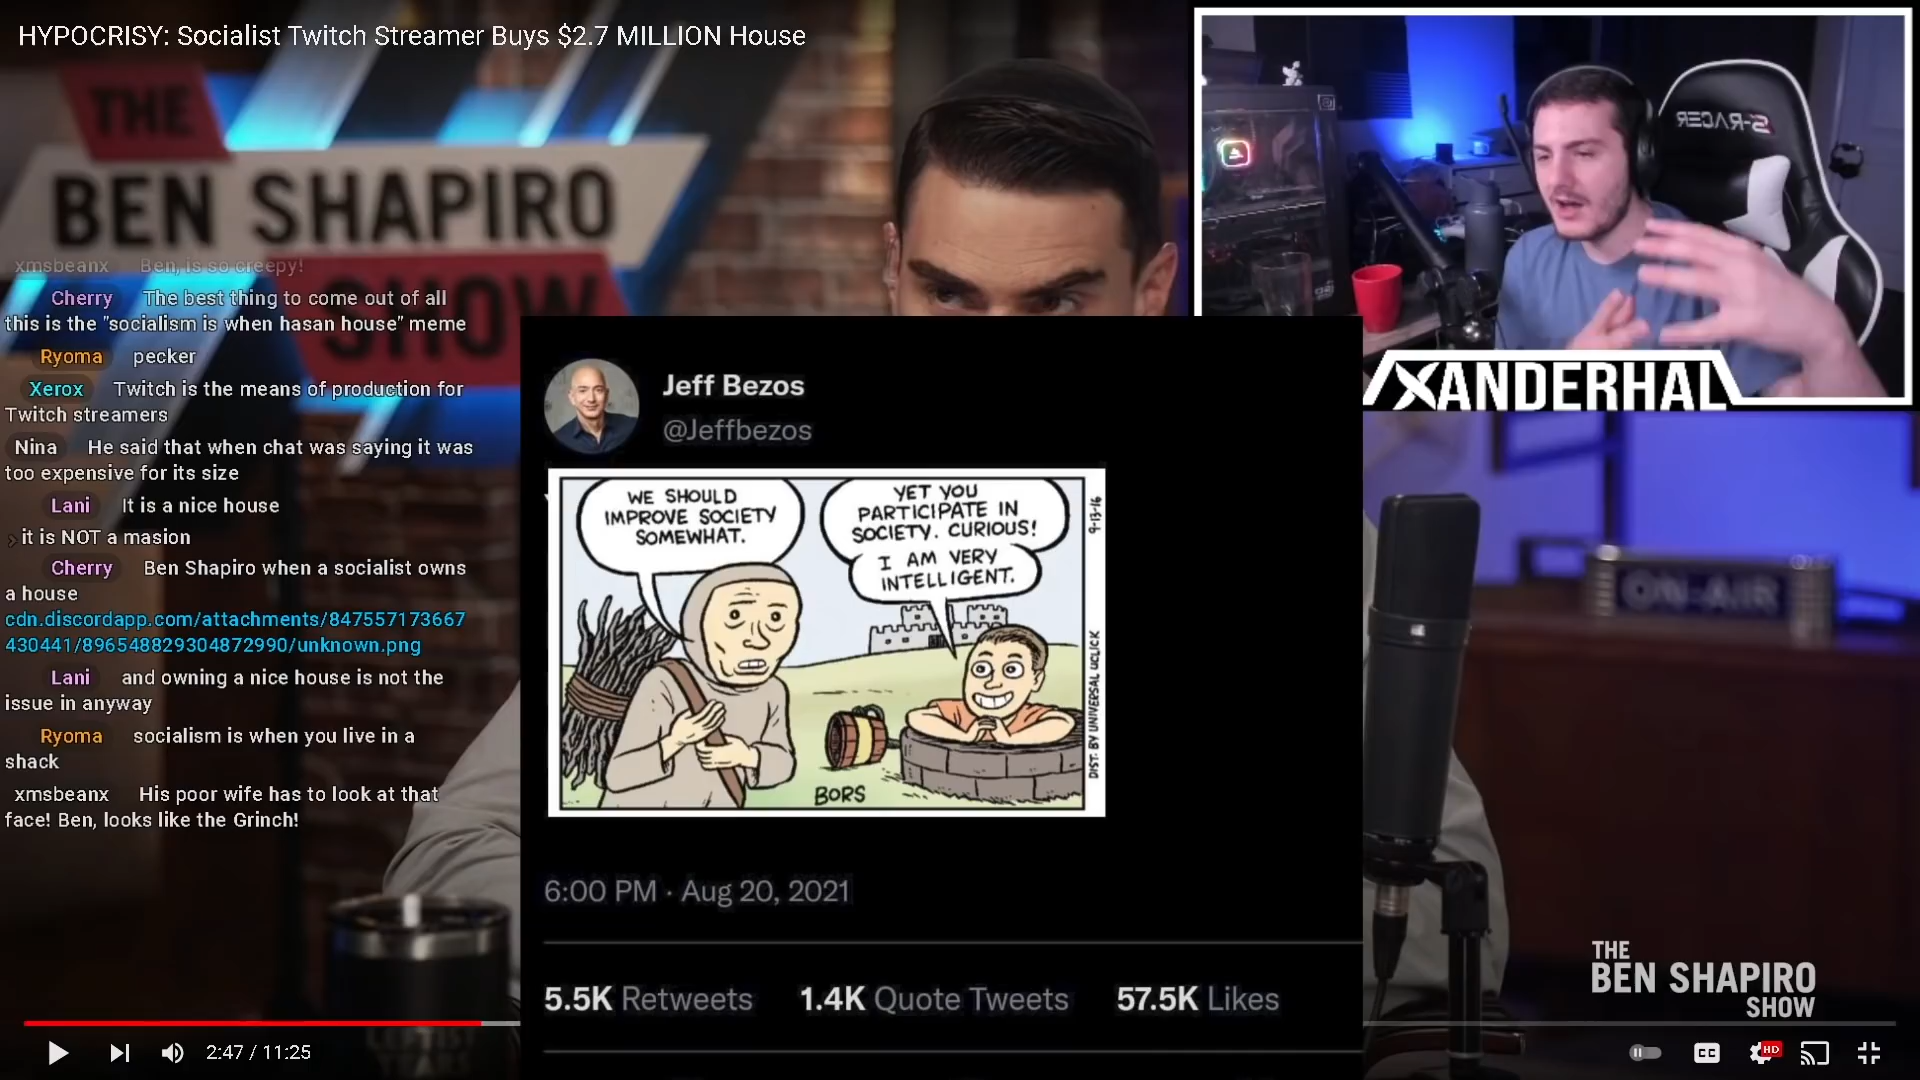 HYPOCRISY: Socialist Twitch Streamer Buys $2.7 MILLION House
THE
BEN SHAPIRO
SHOW
xmsbeanx Ben, is so creepy!
Cherry The best thing to come out of all
this is the "socialism is when hasan house" meme
Ryoma pecker
Xerox Twitch is the means of production for
Twitch streamers
Nina He said that when chat was saying it was
too expensive for its size
Lani It is a nice house
it is NOT a masion
Cherry Ben Shapiro when a socialist owns
a house
cdn.discordapp.com/attachments/847557173667
430441/896548829304872990/unknown.png
Lani and owning a nice house is not the
issue in anyway
Ryoma socialism is when you live in a
shack
xmsbeanx His poor wife has to look at that
face! Ben, looks like the Grinch!
Jeff Bezos
@Jeffbezos
WE SHOULD
IMPROVE SOCIETY
SOMEWHAT.
YET YOU
PARTICIPATE IN
SOCIETY. CURIOUS!
I AM VERY
INTELLIGENT.
BORS
9-13-16
DIST. BY UNIVERSAL UCLICK
6:00 PM · Aug 20, 2021
5.5K Retweets 1.4K Quote Tweets 57.5K Likes
S-RACER
XANDERHAL
ON-AIR
THE
BEN SHAPIRO
SHOW
2:47 / 11:25
CC
HD